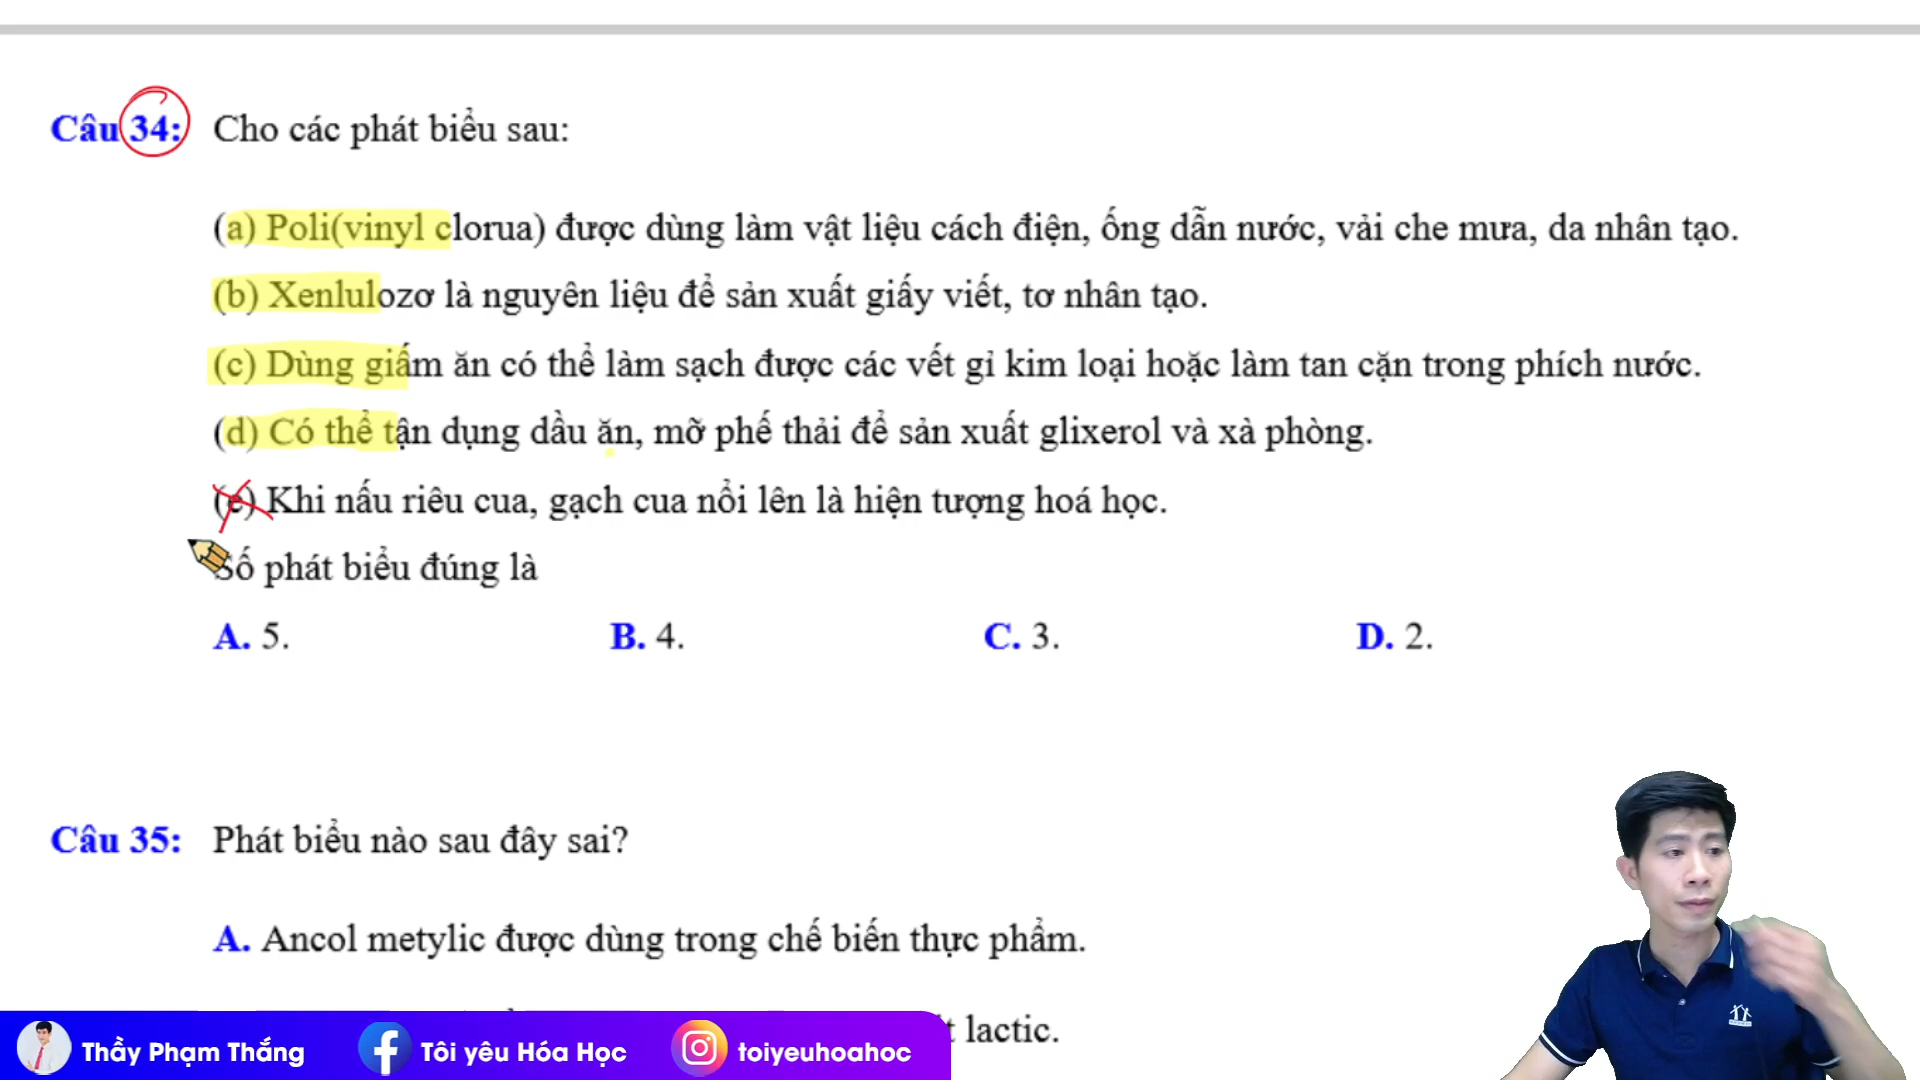 Câu 34: Cho các phát biểu sau:
(a) Poli(vinyl clorua) được dùng làm vật liệu cách điện, ống dẫn nước, vải che mưa, da nhân tạo.
(b) Xenlulozơ là nguyên liệu để sản xuất giấy viết, tơ nhân tạo.
(c) Dùng giấm ăn có thể làm sạch được các vết gỉ kim loại hoặc làm tan cặn trong phích nước.
(d) Có thể tận dụng dầu ăn, mỡ phế thải để sản xuất glixerol và xà phòng.
(e) Khi nấu riêu cua, gạch cua nổi lên là hiện tượng hoá học.
Số phát biểu đúng là
A. 5. B. 4. C. 3. D. 2.
Câu 35: Phát biểu nào sau đây sai?
A. Ancol metylic được dùng trong chế biến thực phẩm.
lactic.
Thầy Phạm Thắng Tôi yêu Hóa Học toiyeuhoahoc